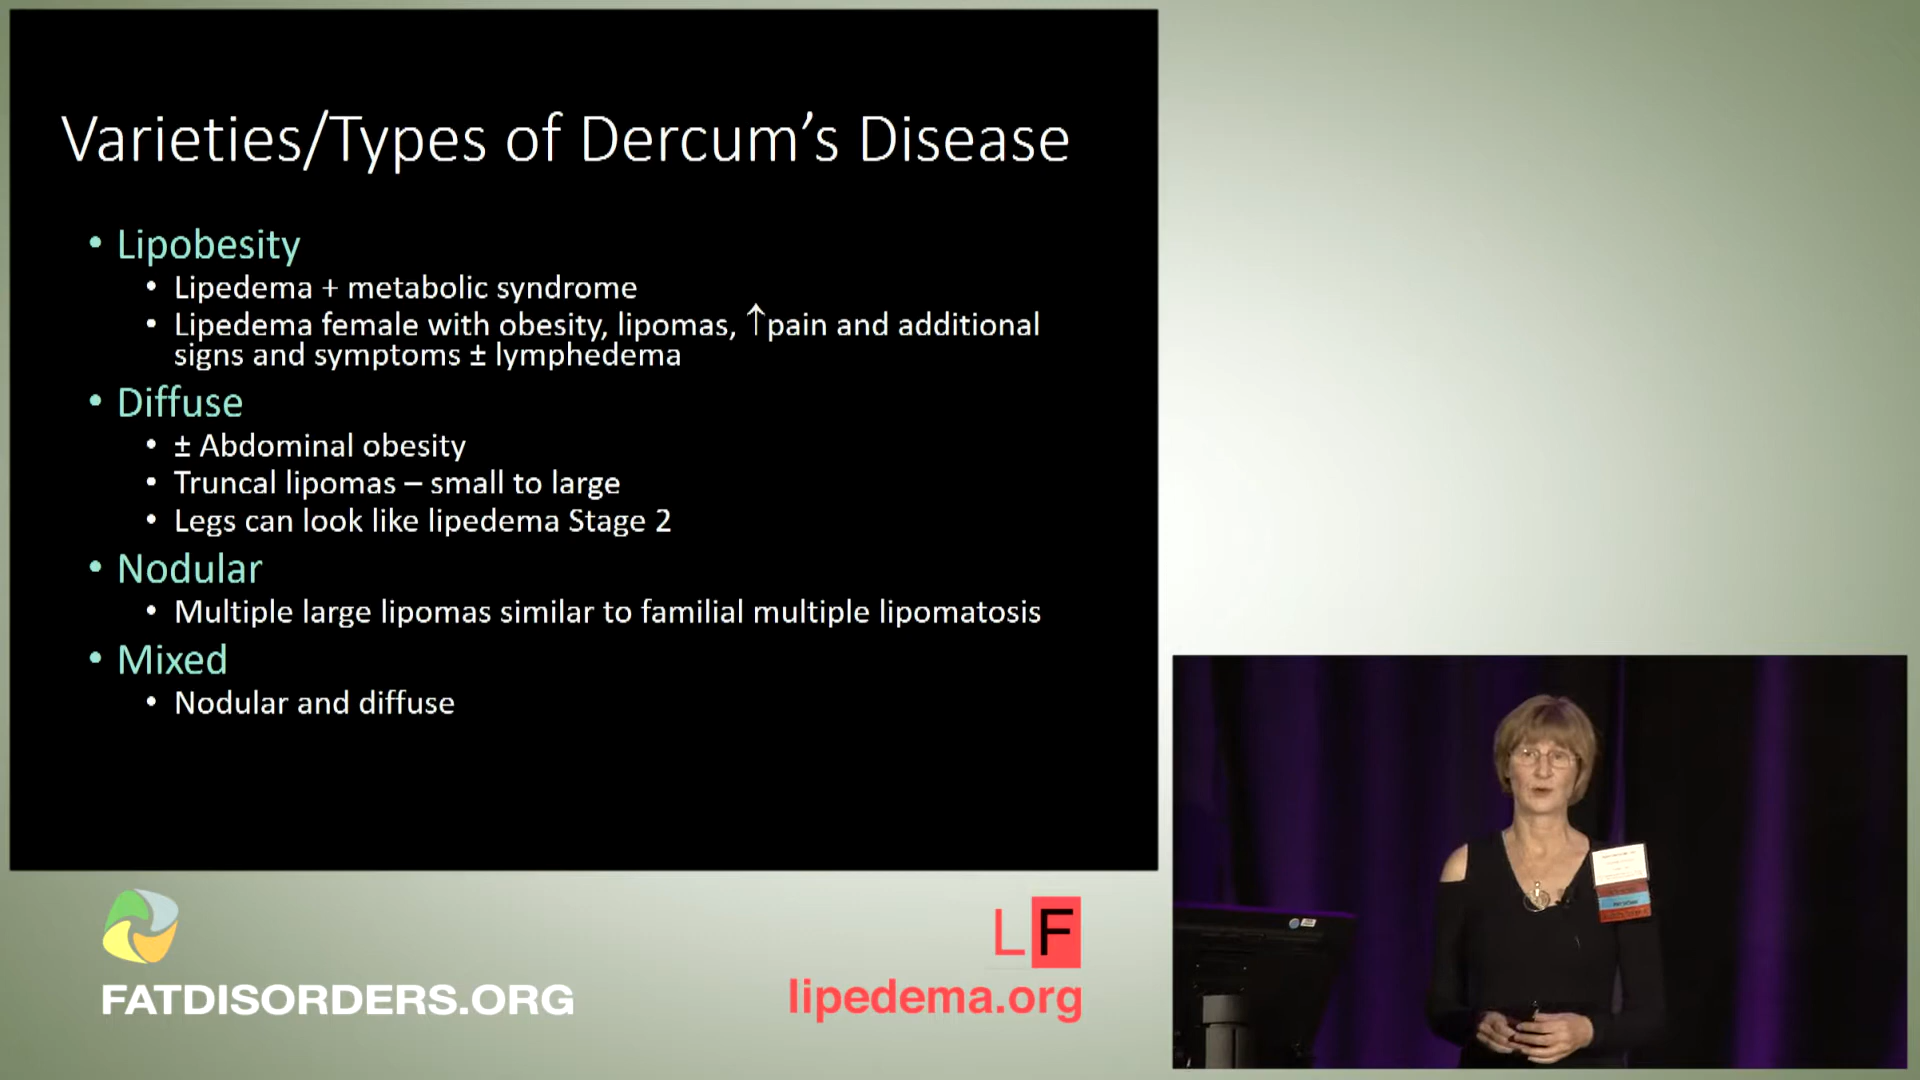 Varieties/Types of Dercum's Disease
• Lipobesity
• Lipedema + metabolic syndrome
• Lipedema female with obesity, lipomas, ↑pain and additional
signs and symptoms ± lymphedema
• Diffuse
• ± Abdominal obesity
• Truncal lipomas – small to large
• Legs can look like lipedema Stage 2
• Nodular
• Multiple large lipomas similar to familial multiple lipomatosis
• Mixed
• Nodular and diffuse
FATDISORDERS.ORG
LF
lipedema.org